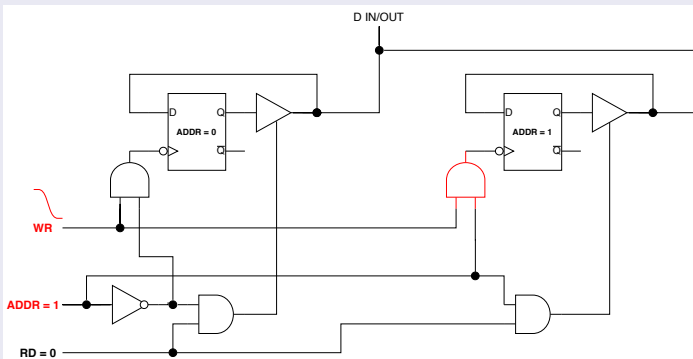 D IN/OUT
D Q
ADDR = 0
Q
D Q
ADDR = 1
Q
WR
ADDR = 1
RD = 0